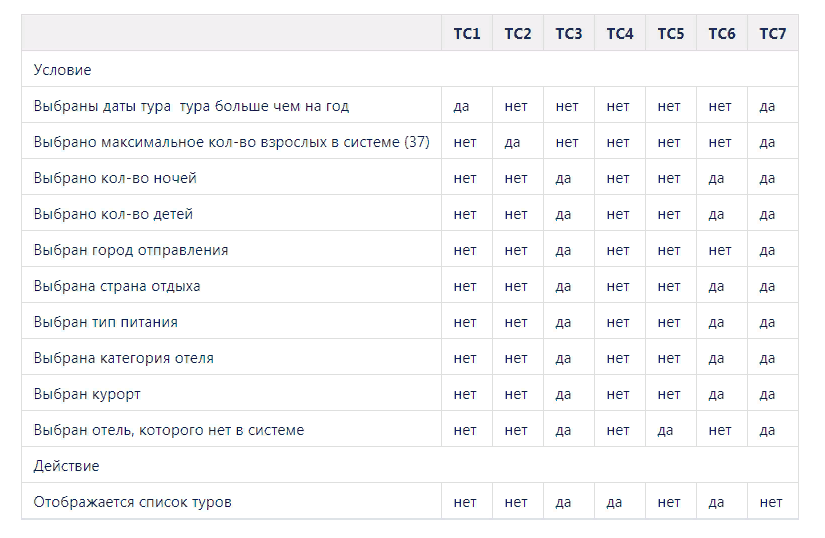 TC1 TC2 TC3 TC4 TC5 TC6 TC7
Условие
Выбраны даты тура тура больше чем на год да нет нет нет нет нет да
Выбрано максимальное кол-во взрослых в системе (37) нет да нет нет нет нет да
Выбрано кол-во ночей нет нет да нет нет да да
Выбрано кол-во детей нет нет да нет нет да да
Выбран город отправления нет нет да нет нет нет да
Выбрана страна отдыха нет нет да нет нет да да
Выбран тип питания нет нет да нет нет да да
Выбрана категория отеля нет нет да нет нет да да
Выбран курорт нет нет да нет нет да да
Выбран отель, которого нет в системе нет нет да нет да нет да
Действие
Отображается список туров нет нет да да нет да нет